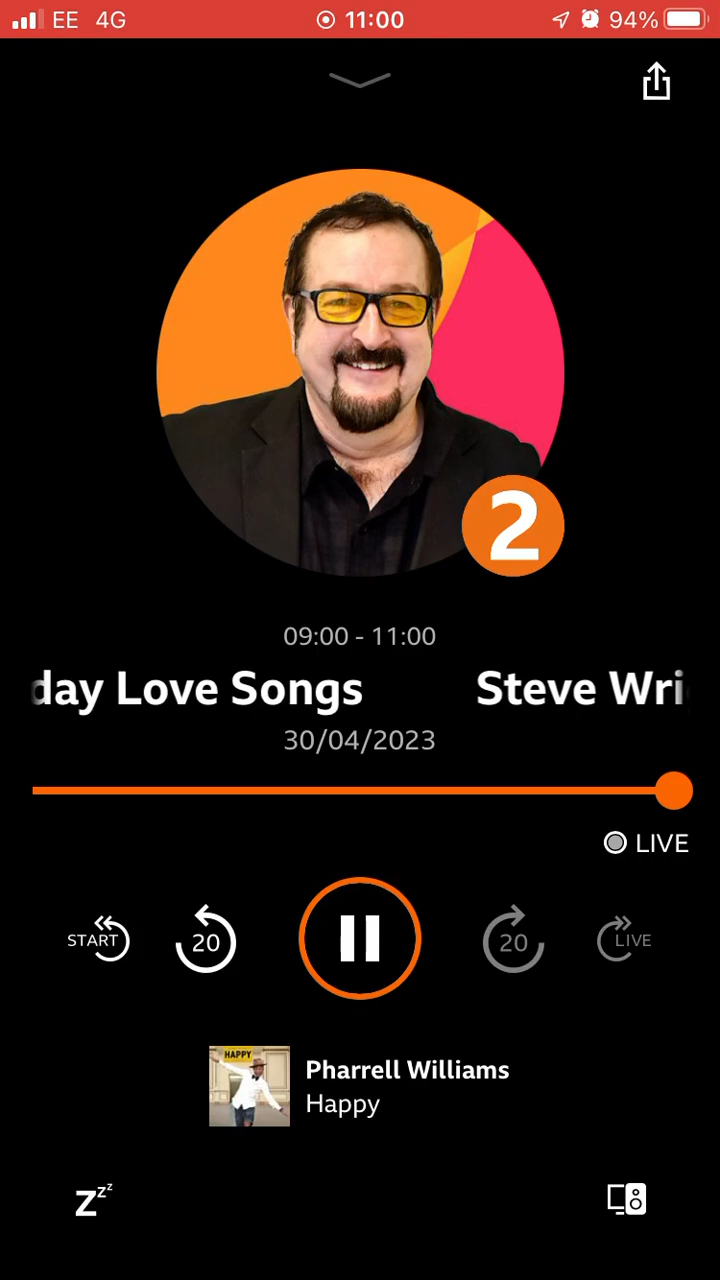 EE 4G 11:00 94%
2
09:00 - 11:00
day Love Songs Steve Wri
30/04/2023
LIVE
START 20 20 LIVE
HAPPY
Pharrell Williams
Happy
Zzz